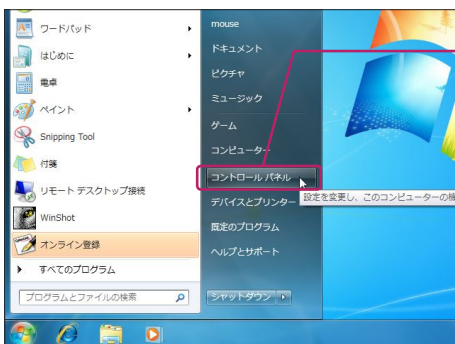 ワードパッド
はじめに
電卓
ペイント
Snipping Tool
付箋
リモート デスクトップ接続
WinShot
オンライン登録
すべてのプログラム
プログラムとファイルの検索
mouse
ドキュメント
ピクチャ
ミュージック
ゲーム
コンピューター
コントロール パネル
設定を変更し、このコンピューターの機
デバイスとプリンター
既定のプログラム
ヘルプとサポート
シャットダウン